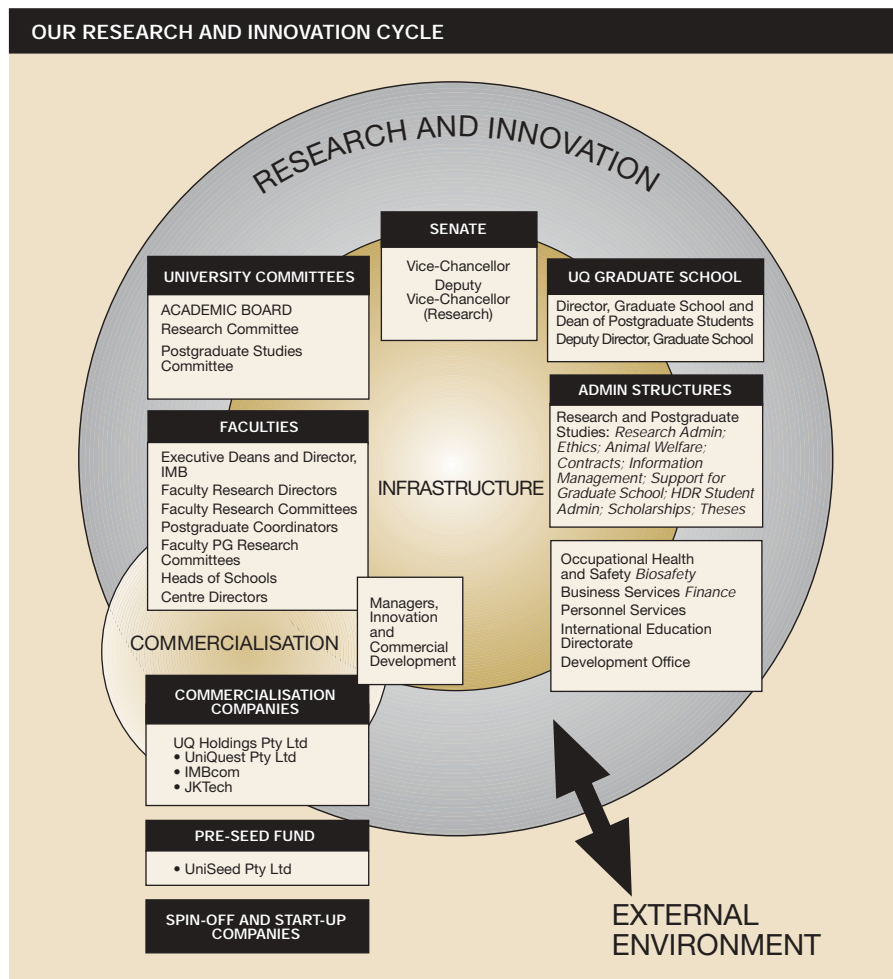 OUR RESEARCH AND INNOVATION CYCLE
RESEARCH AND INNOVATION
SENATE
Vice-Chancellor
Deputy
Vice-Chancellor
(Research)
UNIVERSITY COMMITTEES
ACADEMIC BOARD
Research Committee
Postgraduate Studies
Committee
UQ GRADUATE SCHOOL
Director, Graduate School and
Dean of Postgraduate Students
Deputy Director, Graduate School
FACULTIES
Executive Deans and Director,
IMB
Faculty Research Directors
Faculty Research Committees
Postgraduate Coordinators
Faculty PG Research
Committees
Heads of Schools
Centre Directors
INFRASTRUCTURE
ADMIN STRUCTURES
Research and Postgraduate
Studies: Research Admin;
Ethics; Animal Welfare;
Contracts; Information
Management; Support for
Graduate School; HDR Student
Admin; Scholarships; Theses
Occupational Health
and Safety Biosafety
Business Services Finance
Personnel Services
International Education
Directorate
Development Office
Managers,
Innovation
and
Commercial
Development
COMMERCIALISATION
COMMERCIALISATION
COMPANIES
UQ Holdings Pty Ltd
• UniQuest Pty Ltd
• IMBcom
• JKTech
PRE-SEED FUND
• UniSeed Pty Ltd
SPIN-OFF AND START-UP
COMPANIES
EXTERNAL
ENVIRONMENT